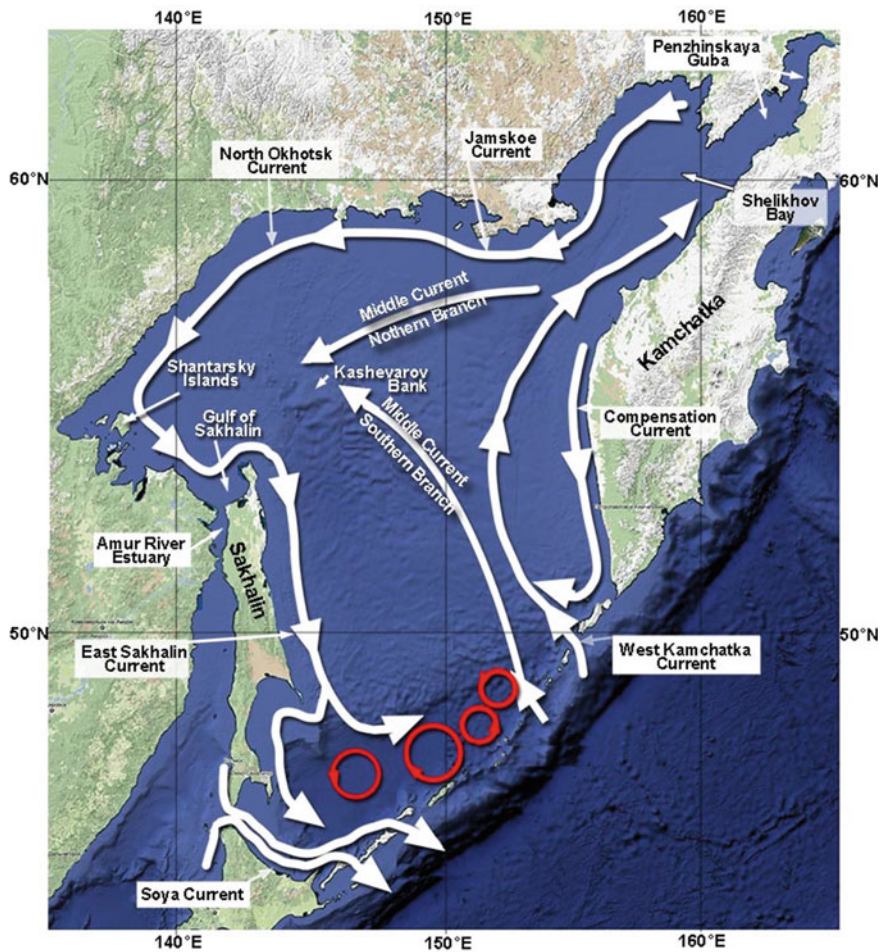 140°E
150°E
160°E
Penzhinskaya
Guba
North Okhotsk
Current
Jamskoe
Current
60°N
60°N
Shelikhov
Bay
Middle Current
Nothern Branch
Kamchatka
Shantarsky
Islands
Kashevarov
Bank
Gulf of
Sakhalin
Middle Current
Southern Branch
Compensation
Current
Amur River
Estuary
Sakhalin
50°N
50°N
East Sakhalin
Current
West Kamchatka
Current
Soya Current
140°E
150°E
160°E